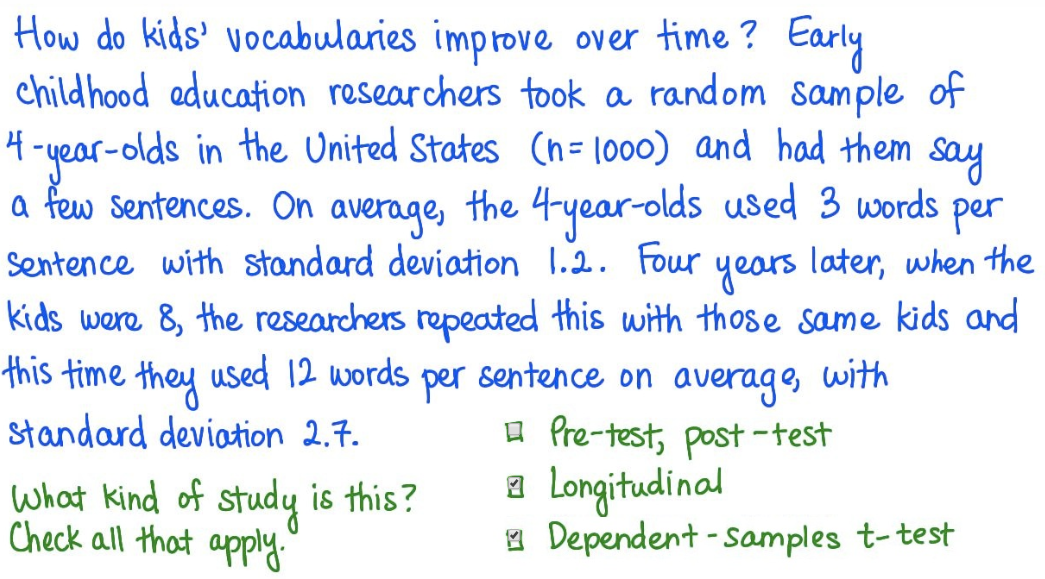 How do kids' vocabularies improve over time? Early
childhood education researchers took a random sample of
4-year-olds in the United States (n=1000) and had them say
a few sentences. On average, the 4-year-olds used 3 words per
sentence with standard deviation 1.2. Four years later, when the
kids were 8, the researchers repeated this with those same kids and
this time they used 12 words per sentence on average, with
standard deviation 2.7.
What kind of study is this?
Check all that apply.
Pre-test, post-test
Longitudinal
Dependent-samples t-test